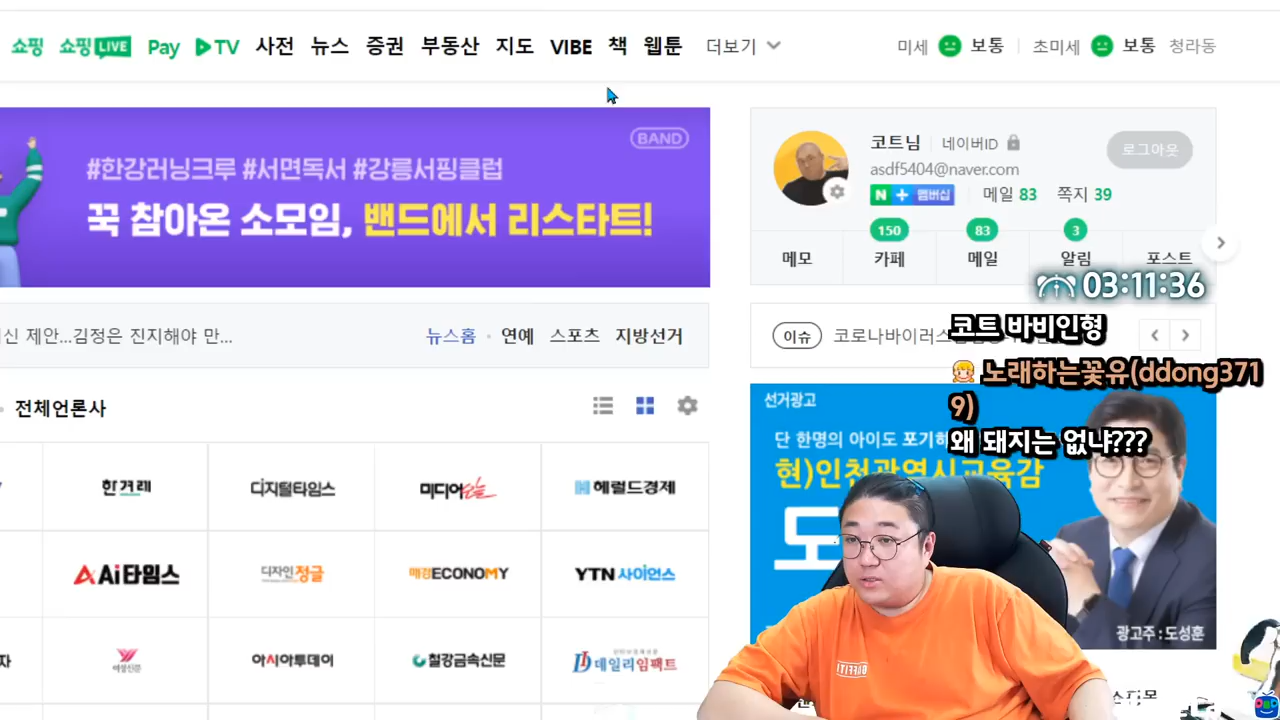 쇼핑 쇼핑LIVE Pay TV 사전 뉴스 증권 부동산 지도 VIBE 책 웹툰 더보기
미세 보통 초미세 보통 청라동
BAND
#한강러닝크루 #서면독서 #강릉서핑클럽
꾹 참아온 소모임, 밴드에서 리스타트!
코트님 네이버ID
로그아웃
asdf5404@naver.com
N + 멤버십 메일 83 쪽지 39
150 83 3
메모 카페 메일 알림 포스트
03:11:36
신 제안...김정은 진지해야 만...
뉴스홈 연예 스포츠 지방선거
이슈 코로나바이러스
코트 바비인형
노래하는꽃유(ddong371
9)
왜 돼지는 없냐???
전체언론사
한겨레 디지털타임스 미디어오늘 헤럴드경제
Ai타임스 디자인정글 매경ECONOMY YTN 사이언스
여성신문 아시아투데이 철강금속신문 데일리임팩트
선거광고
단 한명의 아이도 포기하
현)인천광역시교육감
도
광고주 : 도성훈
GRAFFITI